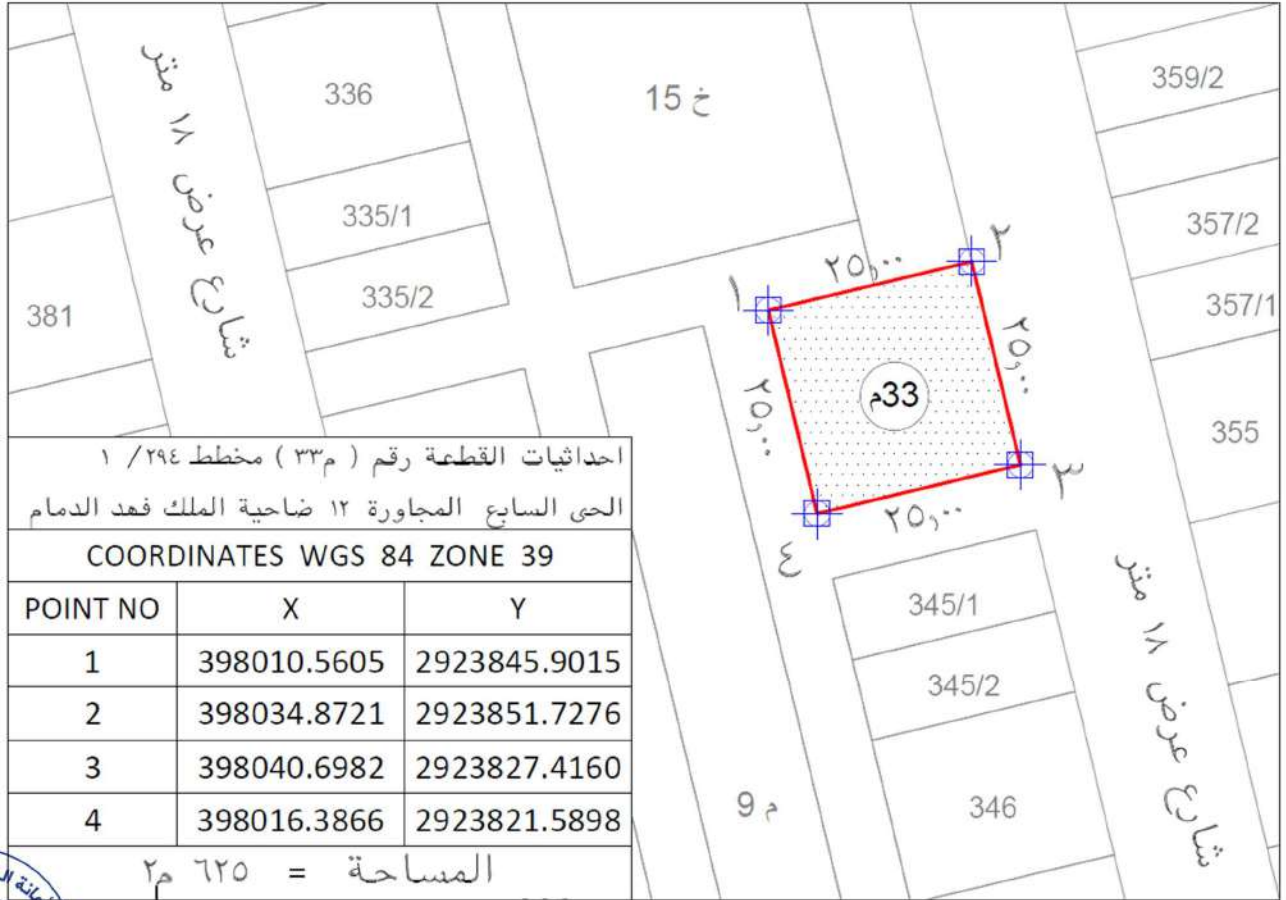 336
خ 15
359/2
شارع عرض ١٨ متر
335/1
357/2
335/2
381
357/1
١
٢٥,٠٠
٢
٢٥,٠٠
٢٥,٠٠
م33
355
٣
٢٥,٠٠
٤
احداثيات القطعة رقم ( م٣٣ ) مخطط ٢٩٤/ ١
الحى السابع المجاورة ١٢ ضاحية الملك فهد الدمام
COORDINATES WGS 84 ZONE 39
POINT NO X Y
1 398010.5605 2923845.9015
2 398034.8721 2923851.7276
3 398040.6982 2923827.4160
4 398016.3866 2923821.5898
المساحة = ٦٢٥ م٢
345/1
345/2
346
م 9
شارع عرض ١٨ متر